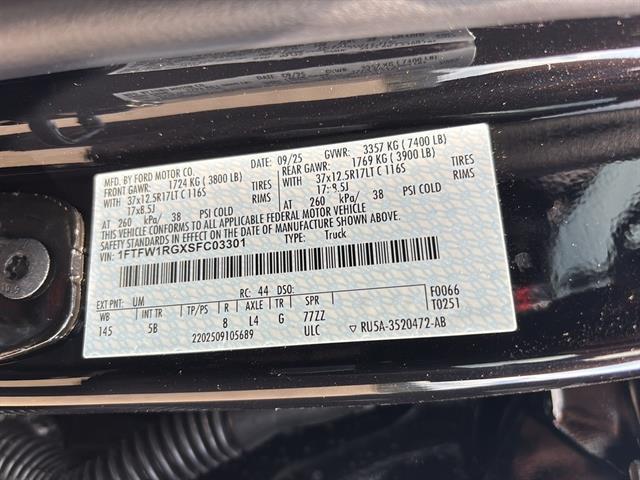 MFD. BY FORD MOTOR CO.
DATE: 09/25 GVWR: 3357 KG ( 7400 LB)
FRONT GAWR: 1724 KG ( 3800 LB) REAR GAWR: 1769 KG ( 3900 LB)
WITH 37x12.5R17LT C 116S TIRES WITH 37x12.5R17LT C 116S TIRES
17x8.5J RIMS 17x8.5J RIMS
AT 260 kPa/ 38 PSI COLD AT 260 kPa/ 38 PSI COLD
THIS VEHICLE CONFORMS TO ALL APPLICABLE FEDERAL MOTOR VEHICLE
SAFETY STANDARDS IN EFFECT ON THE DATE OF MANUFACTURE SHOWN ABOVE.
VIN: 1FTFW1RGXSFC03301 TYPE: Truck
F0066
T0251
EXT PNT: UM RC: 44 DSO:
WB INT TR TP/PS R AXLE TR SPR
145 5B 8 L4 G 77ZZ
2202509105689 ULC ▽ RU5A-3520472-AB